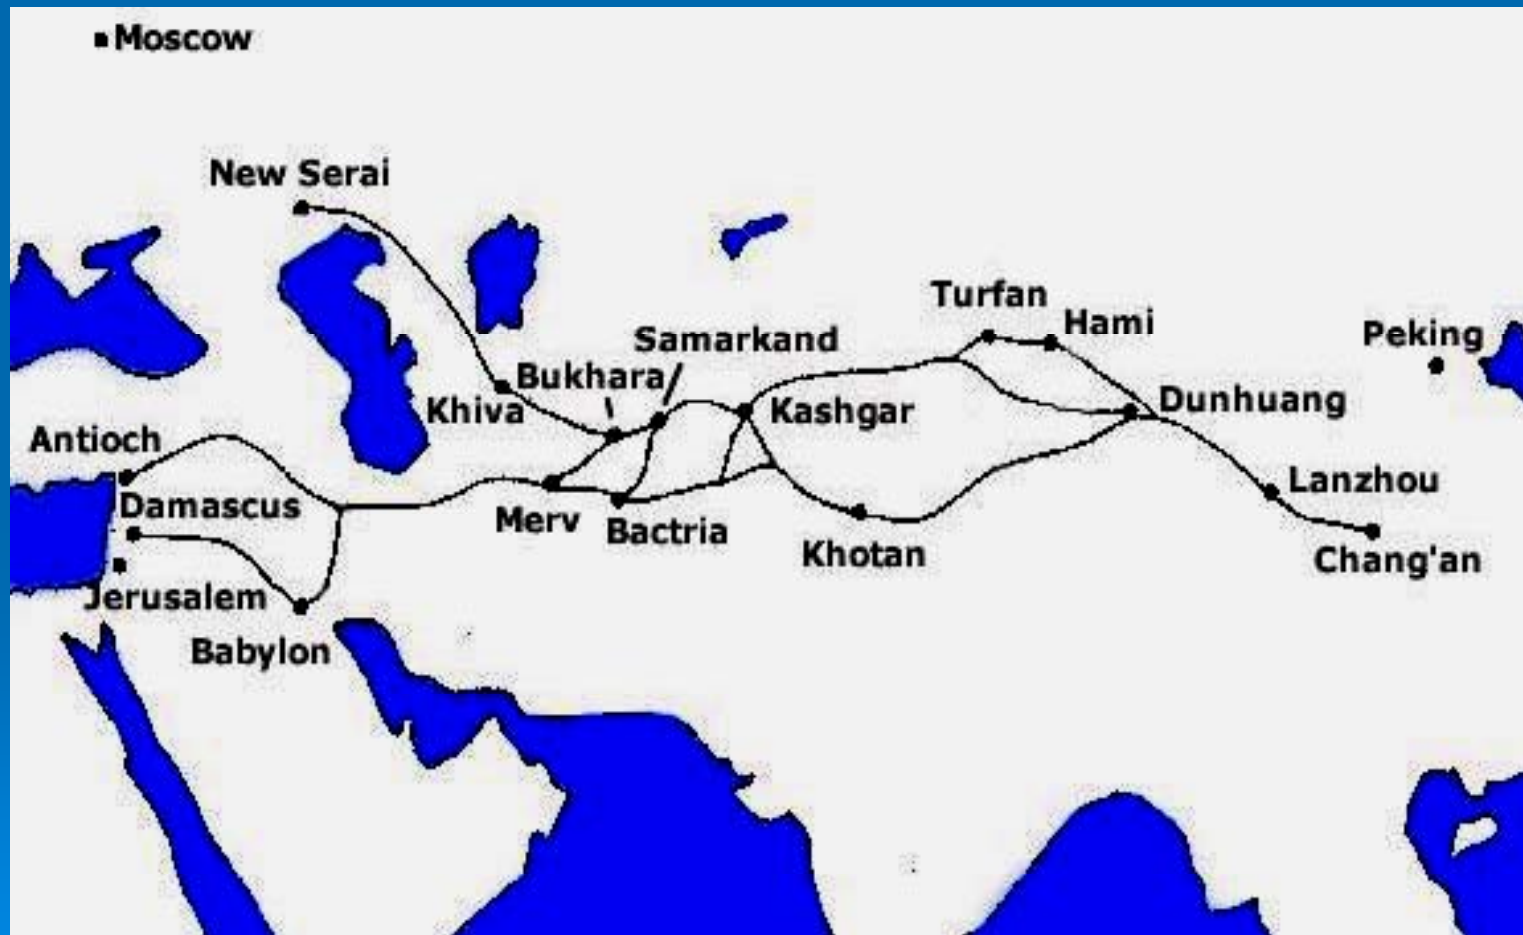 Moscow
New Serai
Turfan
Hami
Peking
Samarkand
Bukhara
Khiva
Kashgar
Dunhuang
Antioch
Lanzhou
Damascus
Merv
Bactria
Khotan
Chang'an
Jerusalem
Babylon